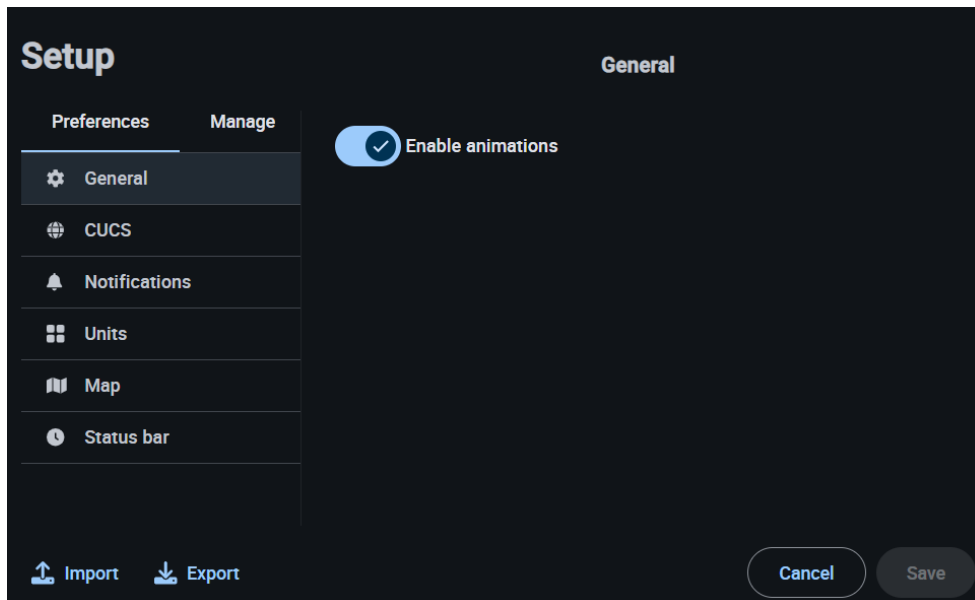 Setup
General
Preferences Manage
Enable animations
General
CUCS
Notifications
Units
Map
Status bar
Import Export Cancel Save